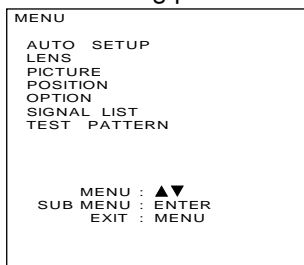 MENU
AUTO SETUP
LENS
PICTURE
POSITION
OPTION
SIGNAL LIST
TEST PATTERN
MENU : ▲▼
SUB MENU : ENTER
EXIT : MENU